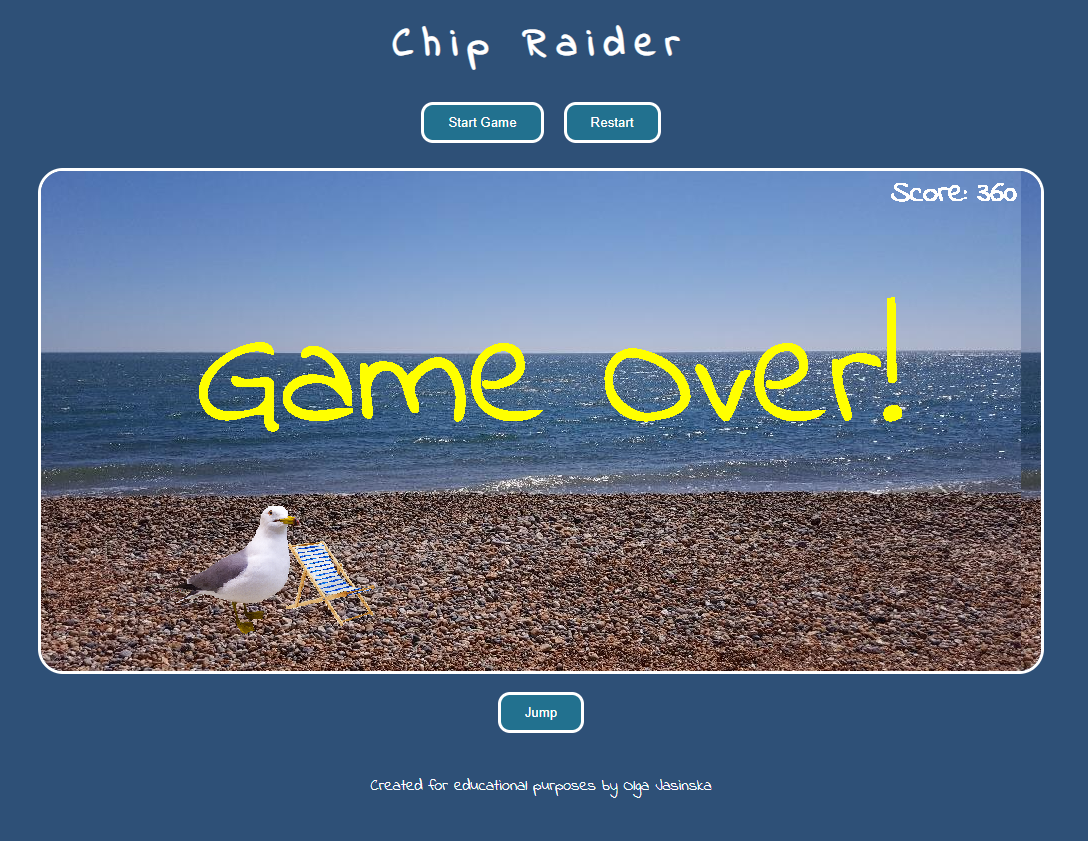 Chip Raider
Start Game
Restart
Score: 360
Game over!
Jump
Created for educational purposes by Olga Jasinska